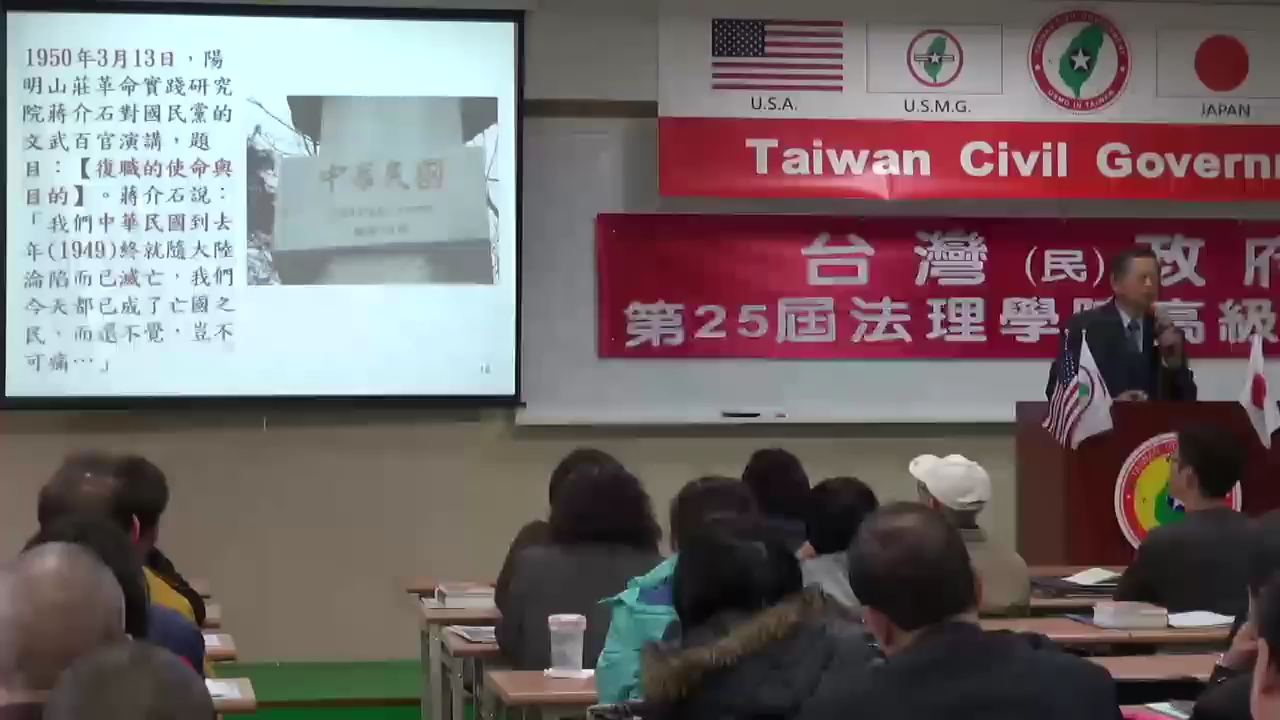 1950年3月13日，陽
明山莊革命實踐研究
院蔣介石對國民黨的
文武百官演講，題
目：【復職的使命與
目的】。蔣介石說：
「我們中華民國到去
年(1949)終就隨大陸
淪陷而已滅亡，我們
今天都已成了亡國之
民，而還不覺，豈不
可痛…」
中華民國
16
U.S.A.
U.S.M.G.
USMG IN TAIWAN
JAPAN
Taiwan Civil Governm
台灣(民)政府
第25屆法理學院高級